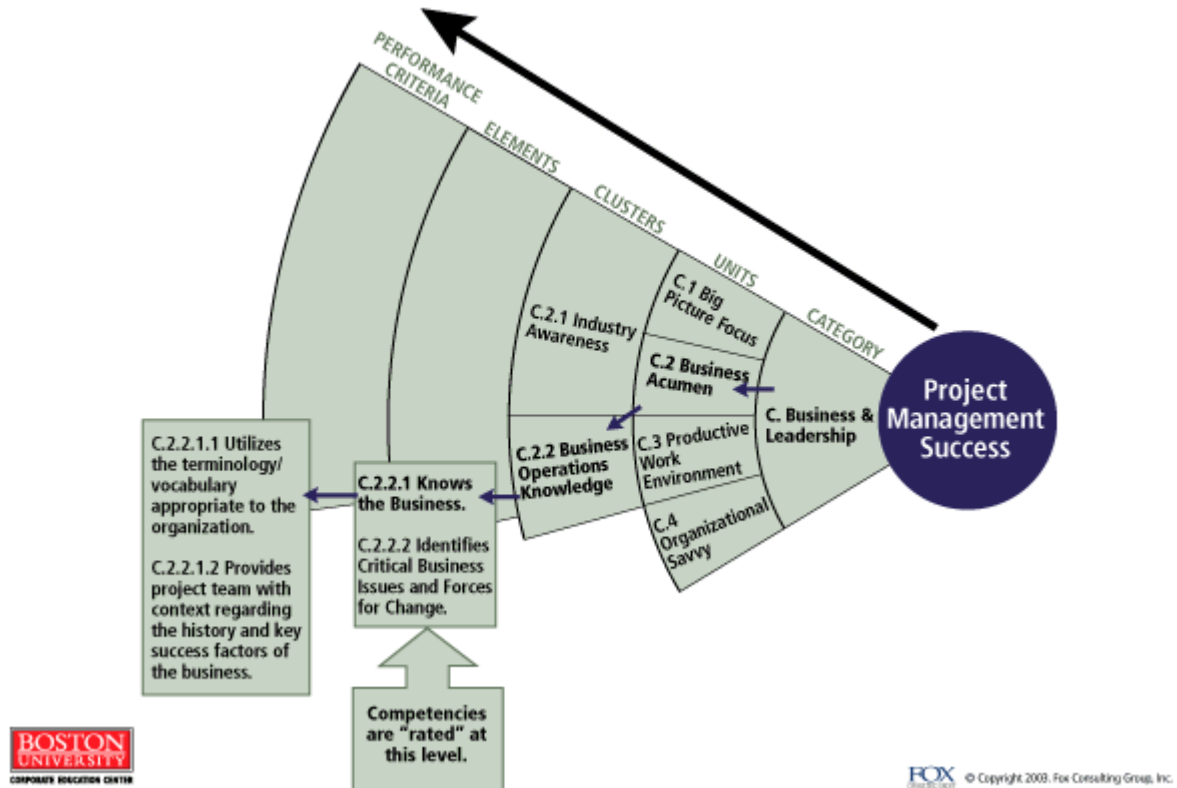 PERFORMANCE
CRITERIA
ELEMENTS
CLUSTERS
UNITS
CATEGORY
C.1 Big
Picture Focus
C.2.1 Industry
Awareness
C.2 Business
Acumen
C. Business &
Leadership
Project
Management
Success
C.3 Productive
Work
Environment
C.2.2 Business
Operations
Knowledge
C.4
Organizational
Savvy
C.2.2.1 Knows
the Business.
C.2.2.2 Identifies
Critical Business
Issues and Forces
for Change.
C.2.2.1.1 Utilizes
the terminology/
vocabulary
appropriate to the
organization.
C.2.2.1.2 Provides
project team with
context regarding
the history and key
success factors of
the business.
Competencies
are “rated” at
this level.
BOSTON
UNIVERSITY
CORPORATE EDUCATION CENTER
FOX
© Copyright 2003. Fox Consulting Group, Inc.